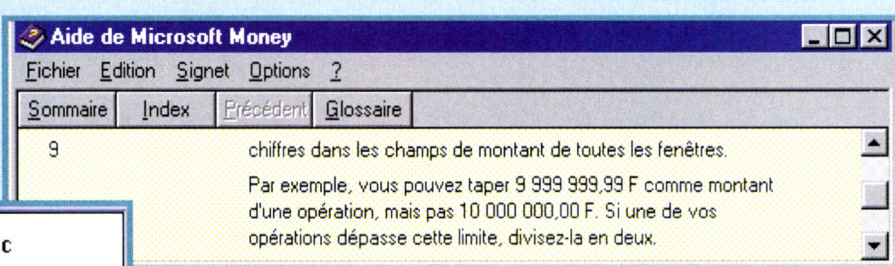 Aide de Microsoft Money
Fichier Edition Signet Options ?
Sommaire Index Précédent Glossaire
9 chiffres dans les champs de montant de toutes les fenêtres.
Par exemple, vous pouvez taper 9 999 999,99 F comme montant
d'une opération, mais pas 10 000 000,00 F. Si une de vos
opérations dépasse cette limite, divisez-la en deux.
c